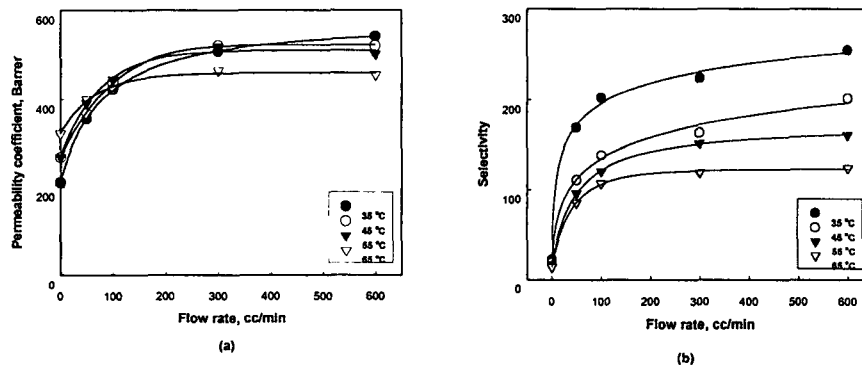 Permeability coefficient, Barrer
600
400
200
0
0
100
200
300
400
500
600
Flow rate, cc/min
35 °C
45 °C
55 °C
65 °C
(a)
Selectivity
300
200
100
0
0
100
200
300
400
500
600
Flow rate, cc/min
35 °C
45 °C
55 °C
65 °C
(b)